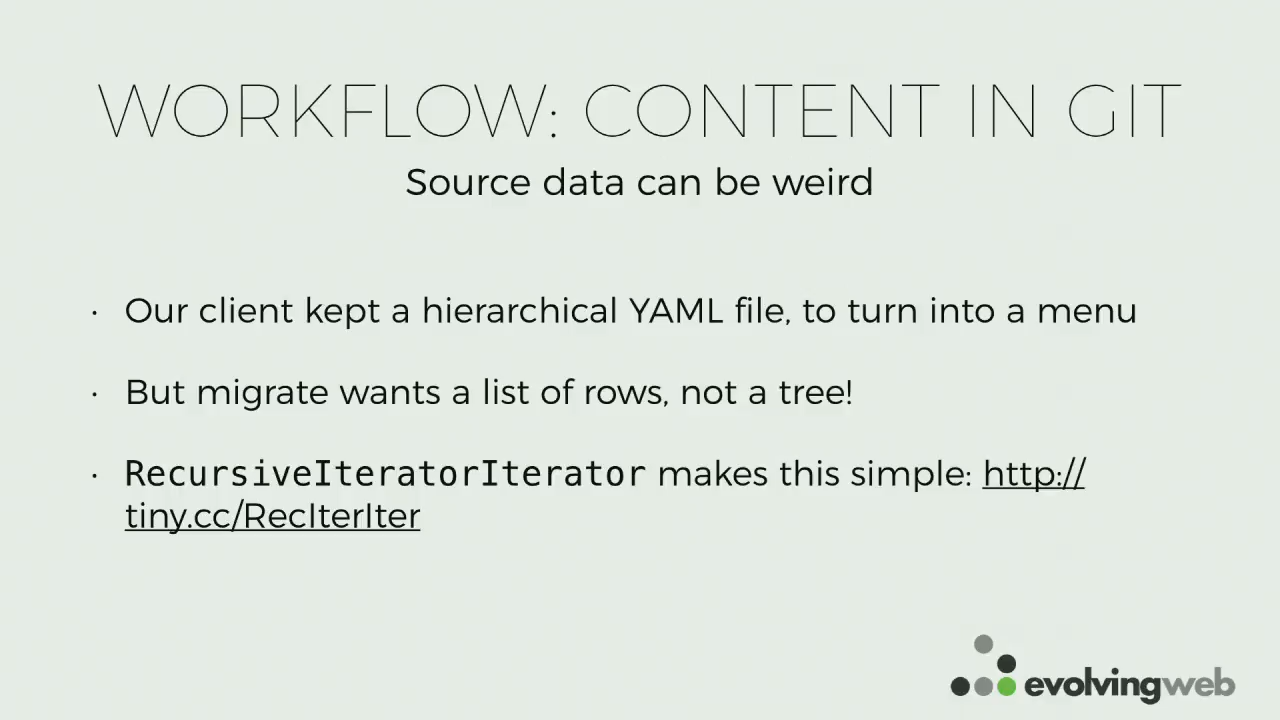 WORKFLOW: CONTENT IN GIT
Source data can be weird
· Our client kept a hierarchical YAML file, to turn into a menu
· But migrate wants a list of rows, not a tree!
· RecursiveIteratorIterator makes this simple: http://
tiny.cc/RecIterIter
evolvingweb